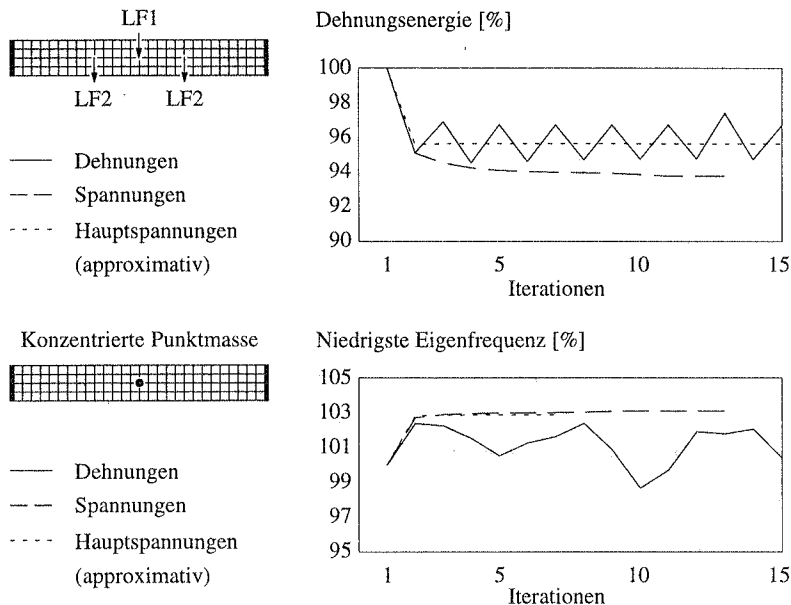 LF1
LF2 LF2
Dehnungen
Spannungen
Hauptspannungen
(approximativ)
Dehnungsenergie [%]
100
98
96
94
92
90
1 5 10 15
Iterationen
Konzentrierte Punktmasse
Dehnungen
Spannungen
Hauptspannungen
(approximativ)
Niedrigste Eigenfrequenz [%]
105
103
101
99
97
95
1 5 10 15
Iterationen